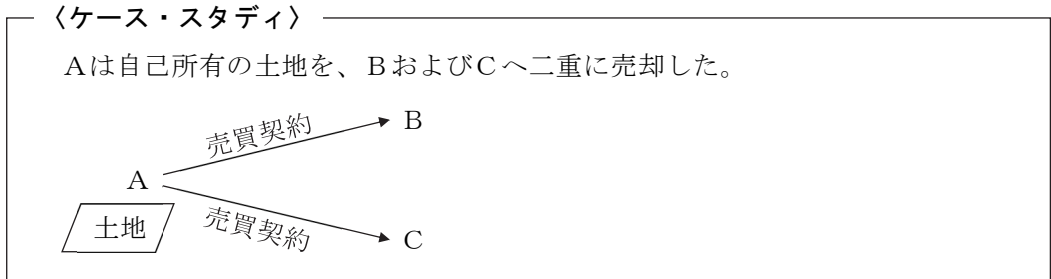 〈ケース・スタディ〉
Aは自己所有の土地を、BおよびCへ二重に売却した。
売買契約
B
A
土地
売買契約
C